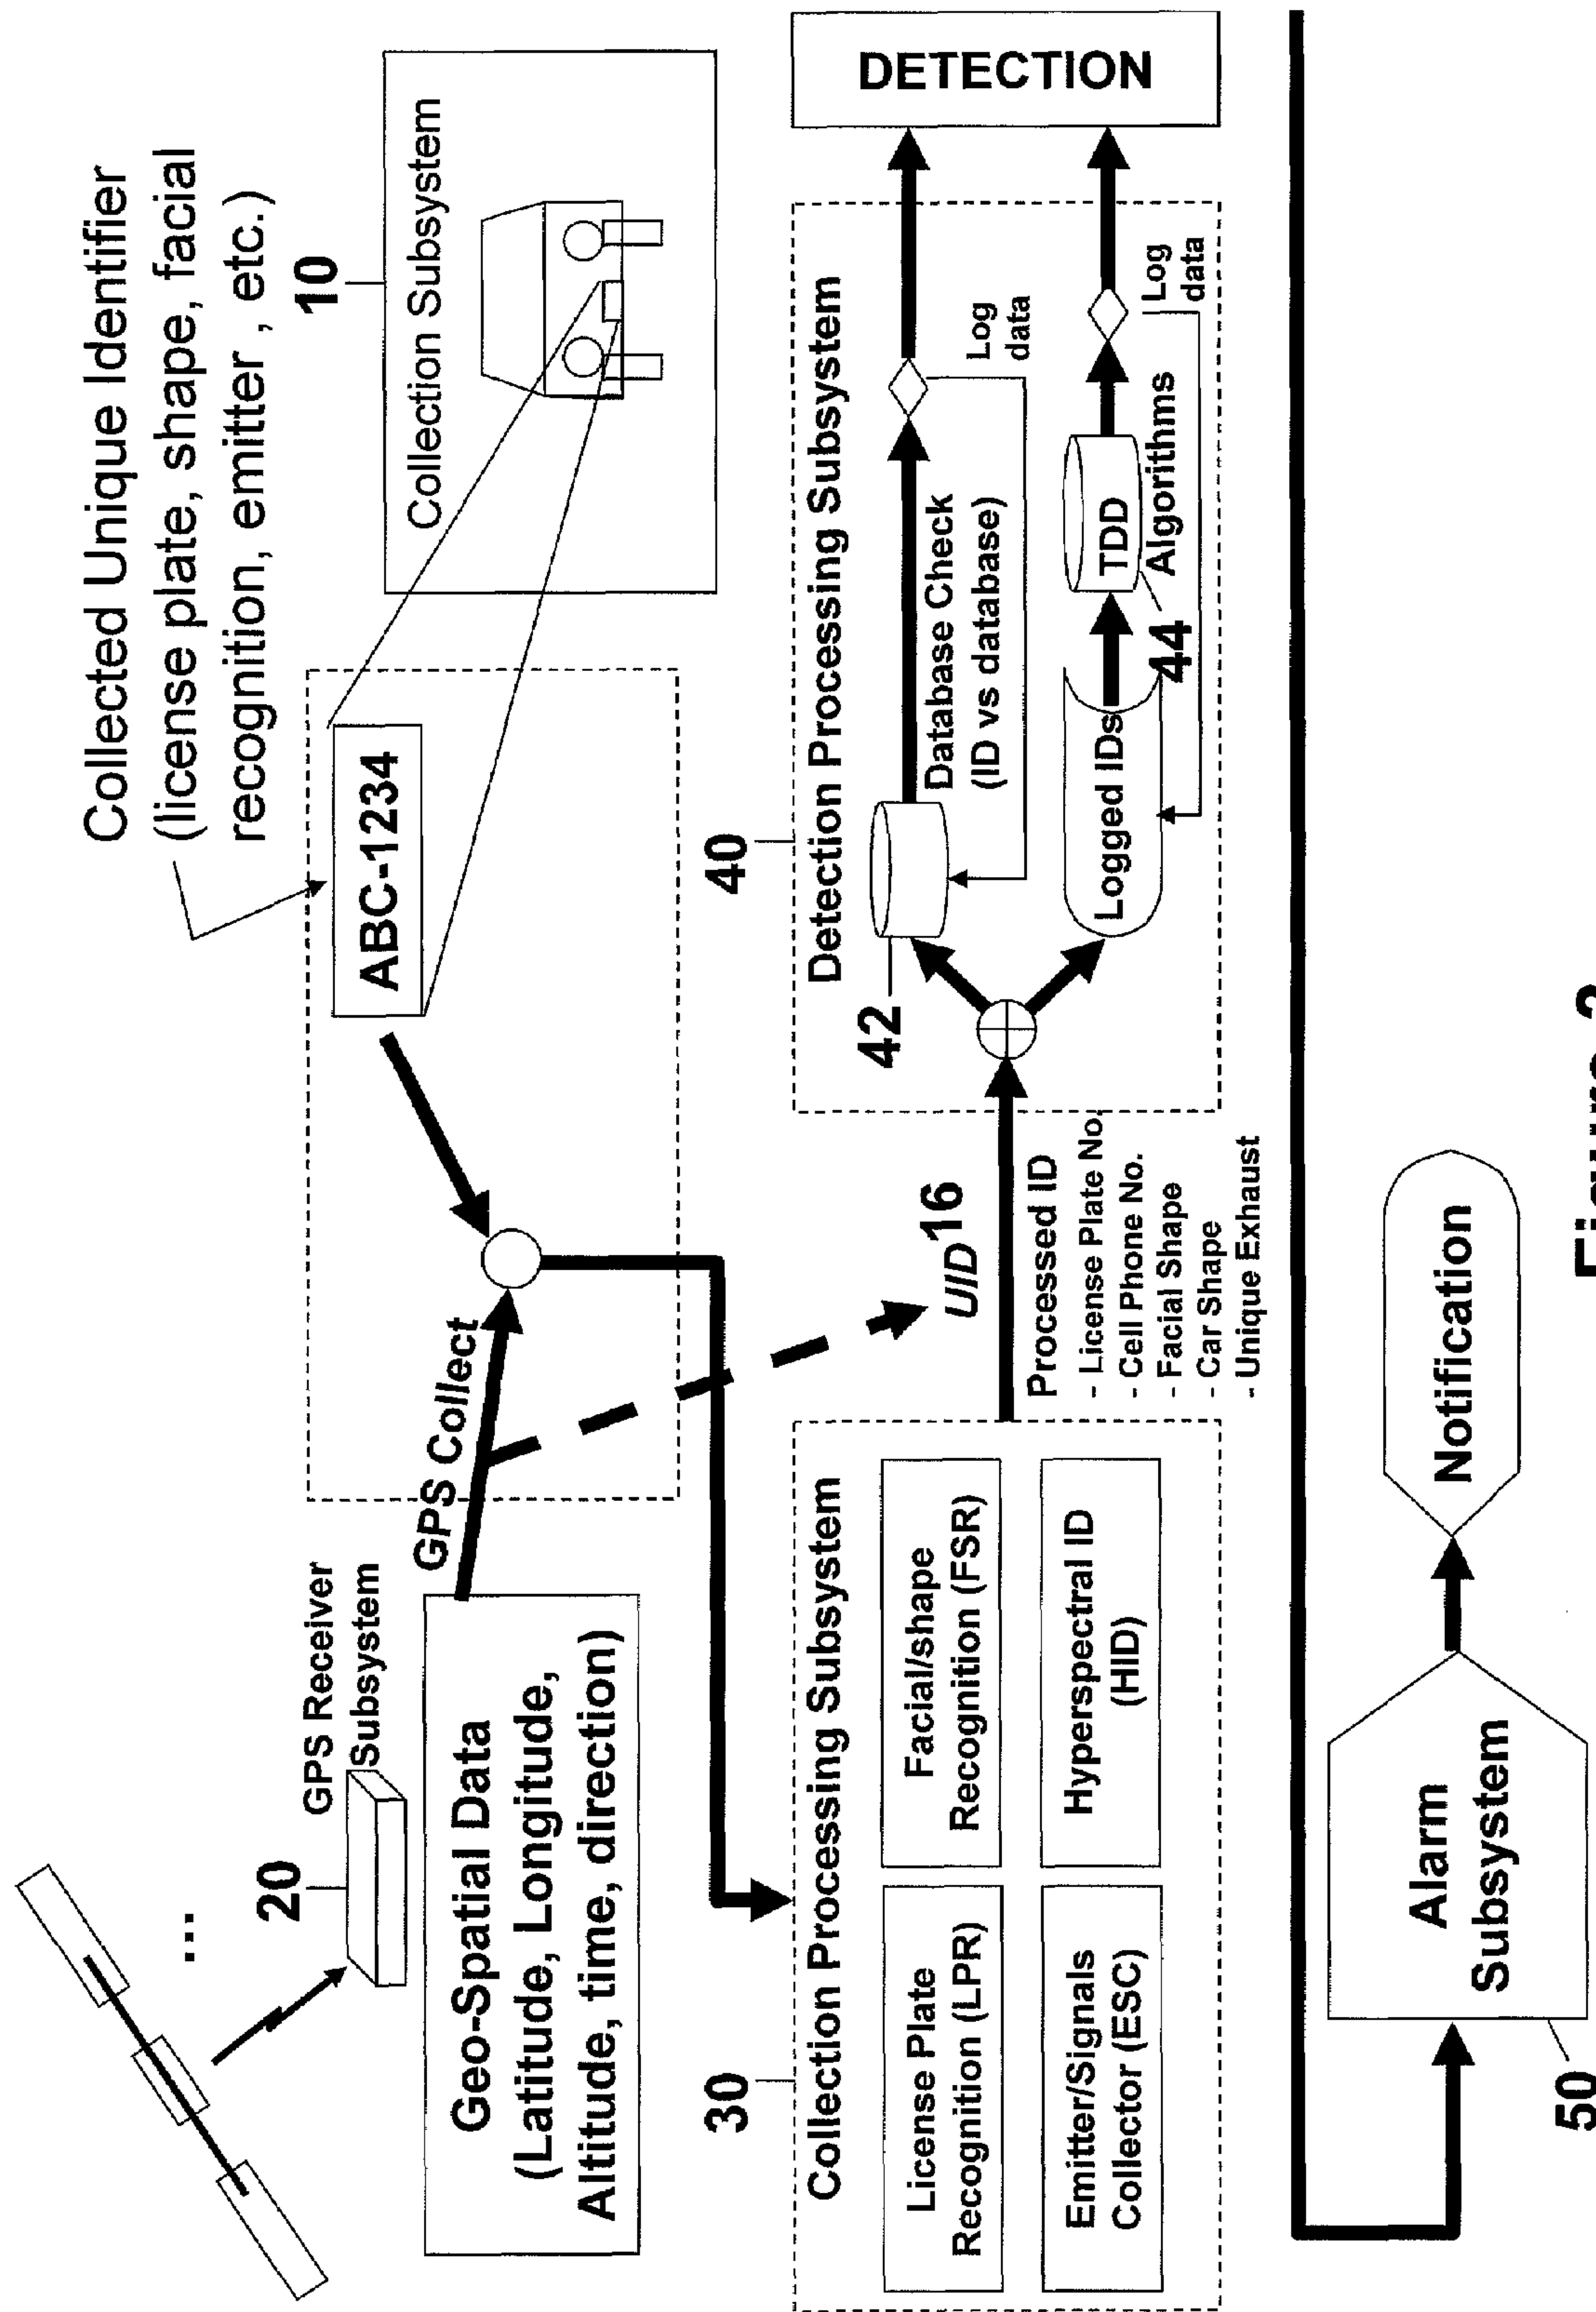 Collected Unique Identifier
(license plate, shape, facial
recognition, emitter , etc.)
...
20
GPS Receiver
Subsystem
Geo-Spatial Data
(Latitude, Longitude,
Altitude, time, direction)
GPS Collect
ABC-1234
10
Collection Subsystem
30
Collection Processing Subsystem
License Plate
Recognition (LPR)
Facial/shape
Recognition (FSR)
Emitter/Signals
Collector (ESC)
Hyperspectral ID
(HID)
UID 16
Processed ID
- License Plate No.
- Cell Phone No.
- Facial Shape
- Car Shape
- Unique Exhaust
40
Detection Processing Subsystem
42
Database Check
(ID vs database)
Log
data
Logged IDs
TDD
44
Algorithms
Log
data
DETECTION
50
Alarm
Subsystem
Notification